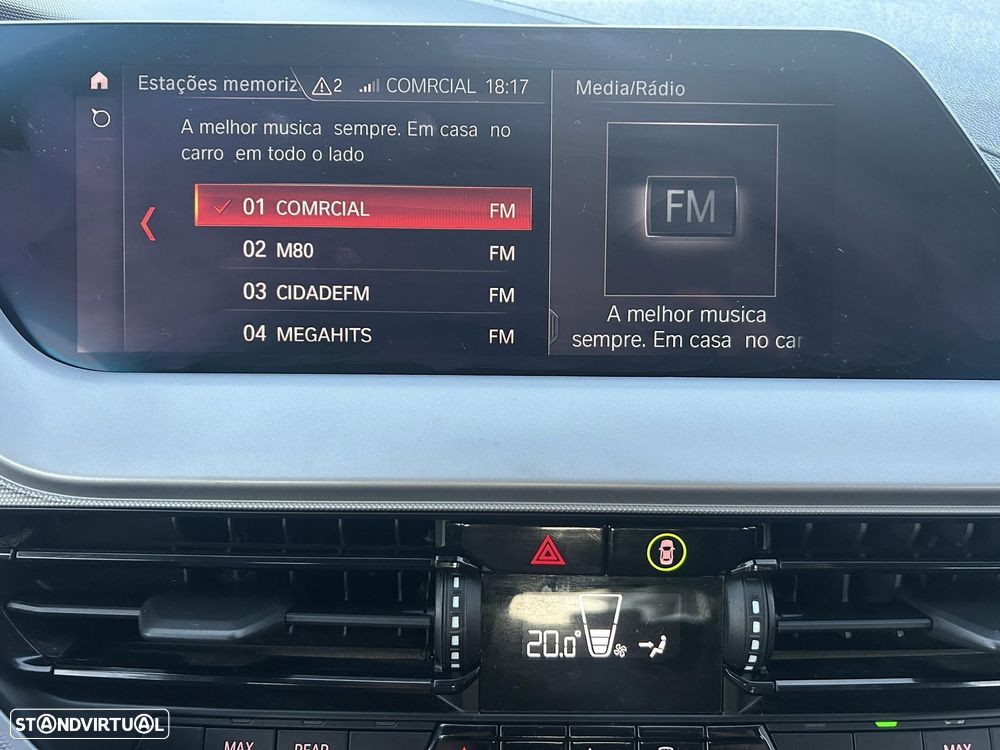 Estações memoriz
2 COMRCIAL 18:17
Media/Rádio
A melhor musica sempre. Em casa no
carro em todo o lado
01 COMRCIAL FM
02 M80 FM
03 CIDADEFM FM
04 MEGAHITS FM
FM
A melhor musica
sempre. Em casa no car
20.0°
STANDVIRTUAL
MAX
REAR
MAX